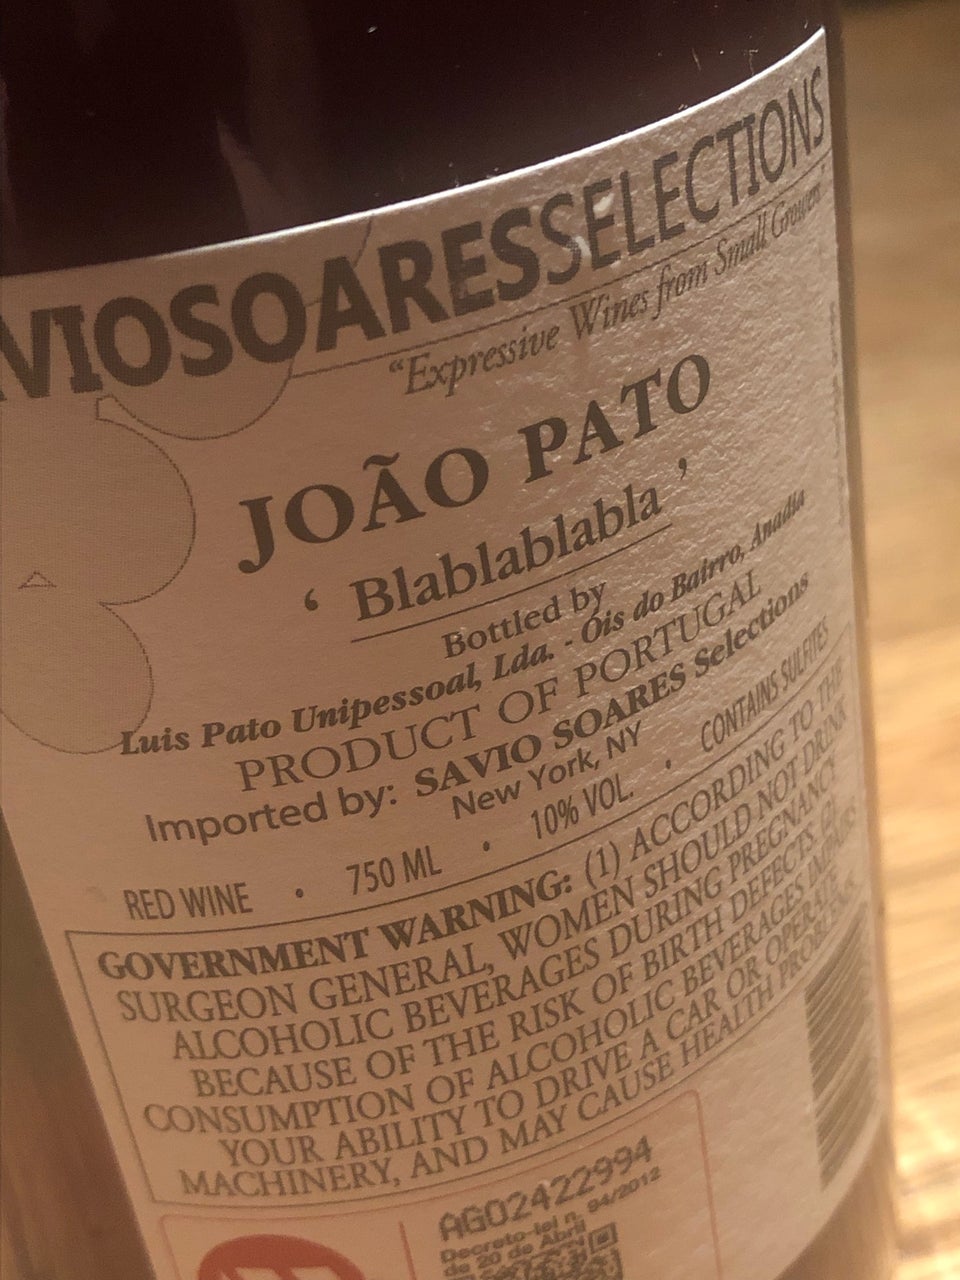 VIOSOARESSELECTIONS
“Expressive Wines from Small Growers”
JOÃO PATO
‘ Blablablabla ’
Bottled by
Luis Pato Unipessoal, Lda. - Óis do Bairro, Anadia
PRODUCT OF PORTUGAL
Imported by: SAVIO SOARES Selections
New York, NY
RED WINE • 750 ML • 10% VOL. • CONTAINS SULFITES
GOVERNMENT WARNING: (1) ACCORDING TO THE
SURGEON GENERAL, WOMEN SHOULD NOT DRINK
ALCOHOLIC BEVERAGES DURING PREGNANCY
BECAUSE OF THE RISK OF BIRTH DEFECTS. (2)
CONSUMPTION OF ALCOHOLIC BEVERAGES IMPAIRS
YOUR ABILITY TO DRIVE A CAR OR OPERATE
MACHINERY, AND MAY CAUSE HEALTH PROBLEMS.
AG02422994
Decreto-lei n. 94/2012
de 20 de Abril